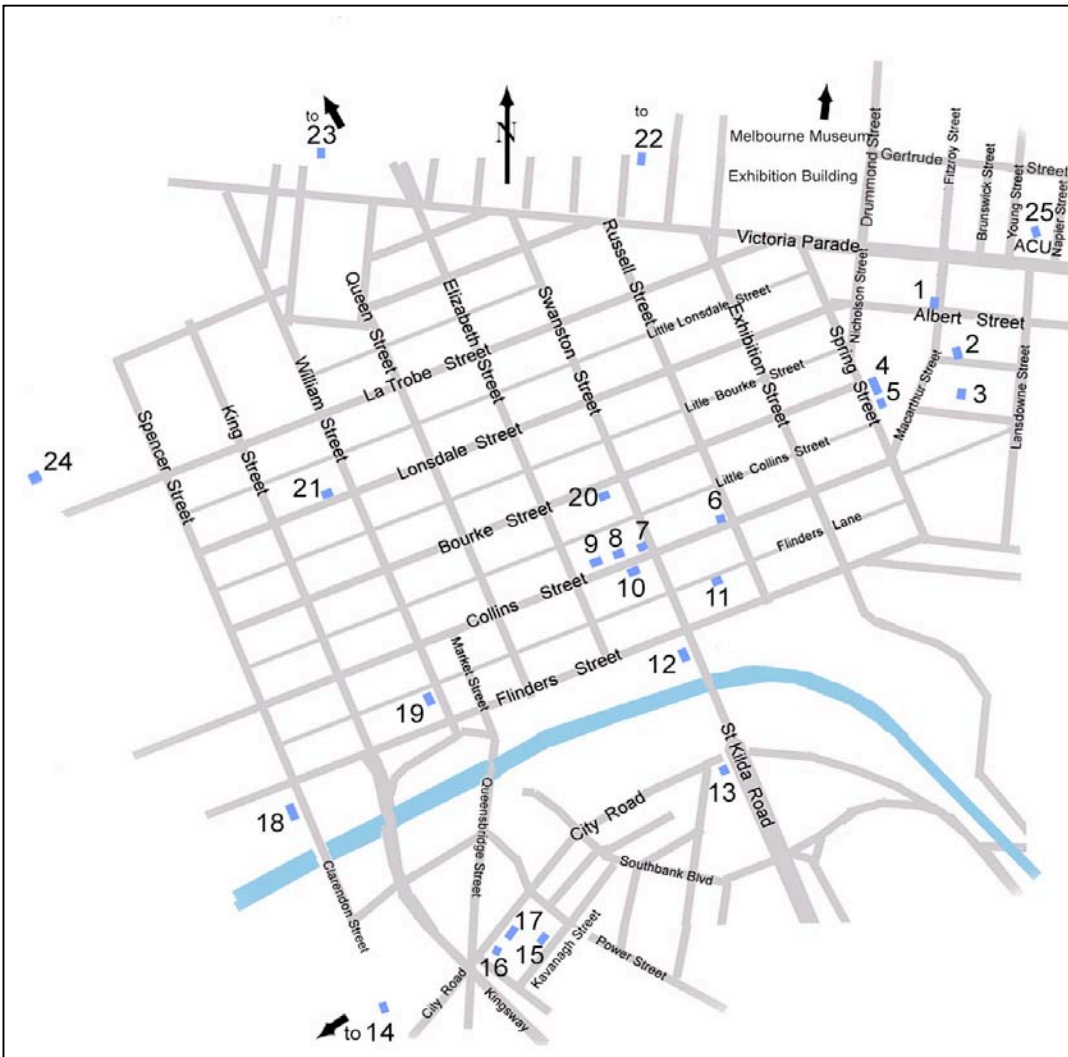 to
23
N
to
22
Melbourne Museum
Exhibition Building
Drummond Street
Gertrude Street
Fitzroy Street
Brunswick Street
Young Street
Napier Street
25
ACU
Victoria Parade
Nicholson Street
1
Albert Street
2
3
4
5
Macarthur Street
Lansdowne Street
Spring Street
Exhibition Street
Russell Street
Swanston Street
Elizabeth Street
Queen Street
William Street
King Street
Spencer Street
Little Lonsdale Street
La Trobe Street
Litle Bourke Street
Lonsdale Street
Little Collins Street
24
21
20
Bourke Street
6
7
8
9
10
Flinders Lane
11
Collins Street
Market Street
Flinders Street
12
19
St Kilda Road
13
18
Queensbridge Street
City Road
Southbank Blvd
Clarendon Street
17
15
16
Kavanagh Street
Power Street
City Road
Kingsway
to 14